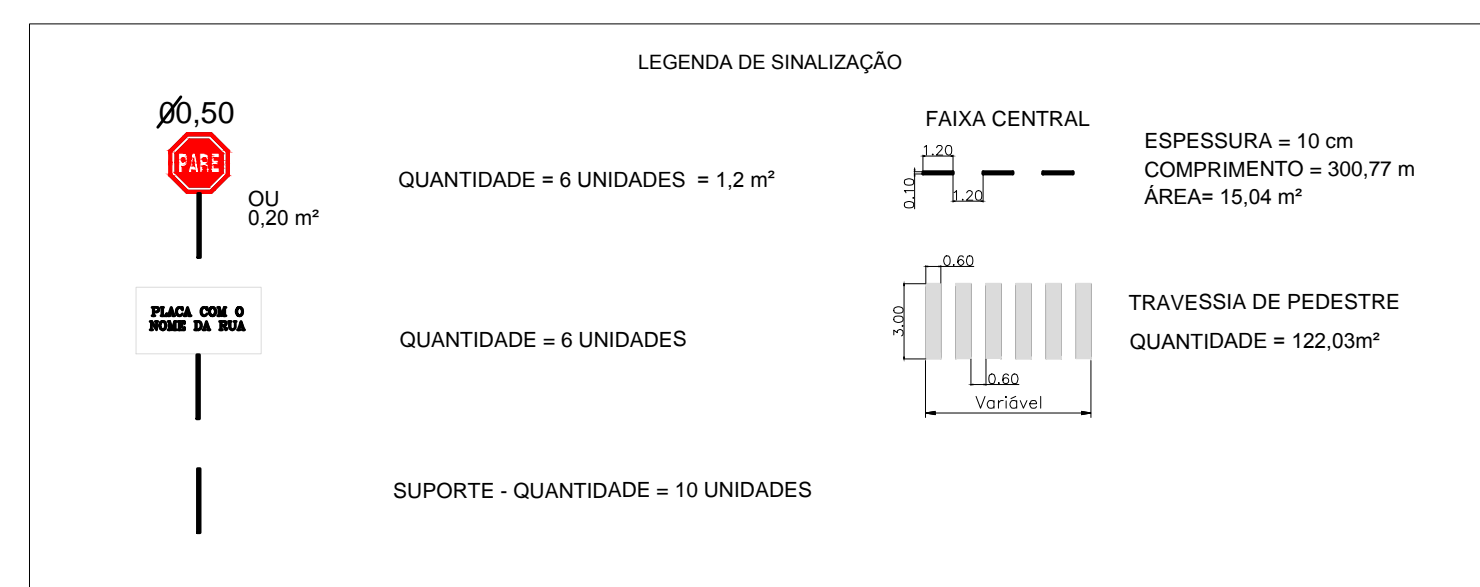 LEGENDA DE SINALIZAÇÃO
Ø0,50
PARE
OU
0,20 m²
QUANTIDADE = 6 UNIDADES = 1,2 m²
PLACA COM O
NOME DA RUA
QUANTIDADE = 6 UNIDADES
SUPORTE - QUANTIDADE = 10 UNIDADES
FAIXA CENTRAL
1.20
0.10
1.20
ESPESSURA = 10 cm
COMPRIMENTO = 300,77 m
ÁREA= 15,04 m²
0.60
3.00
0.60
Variável
TRAVESSIA DE PEDESTRE
QUANTIDADE = 122,03m²